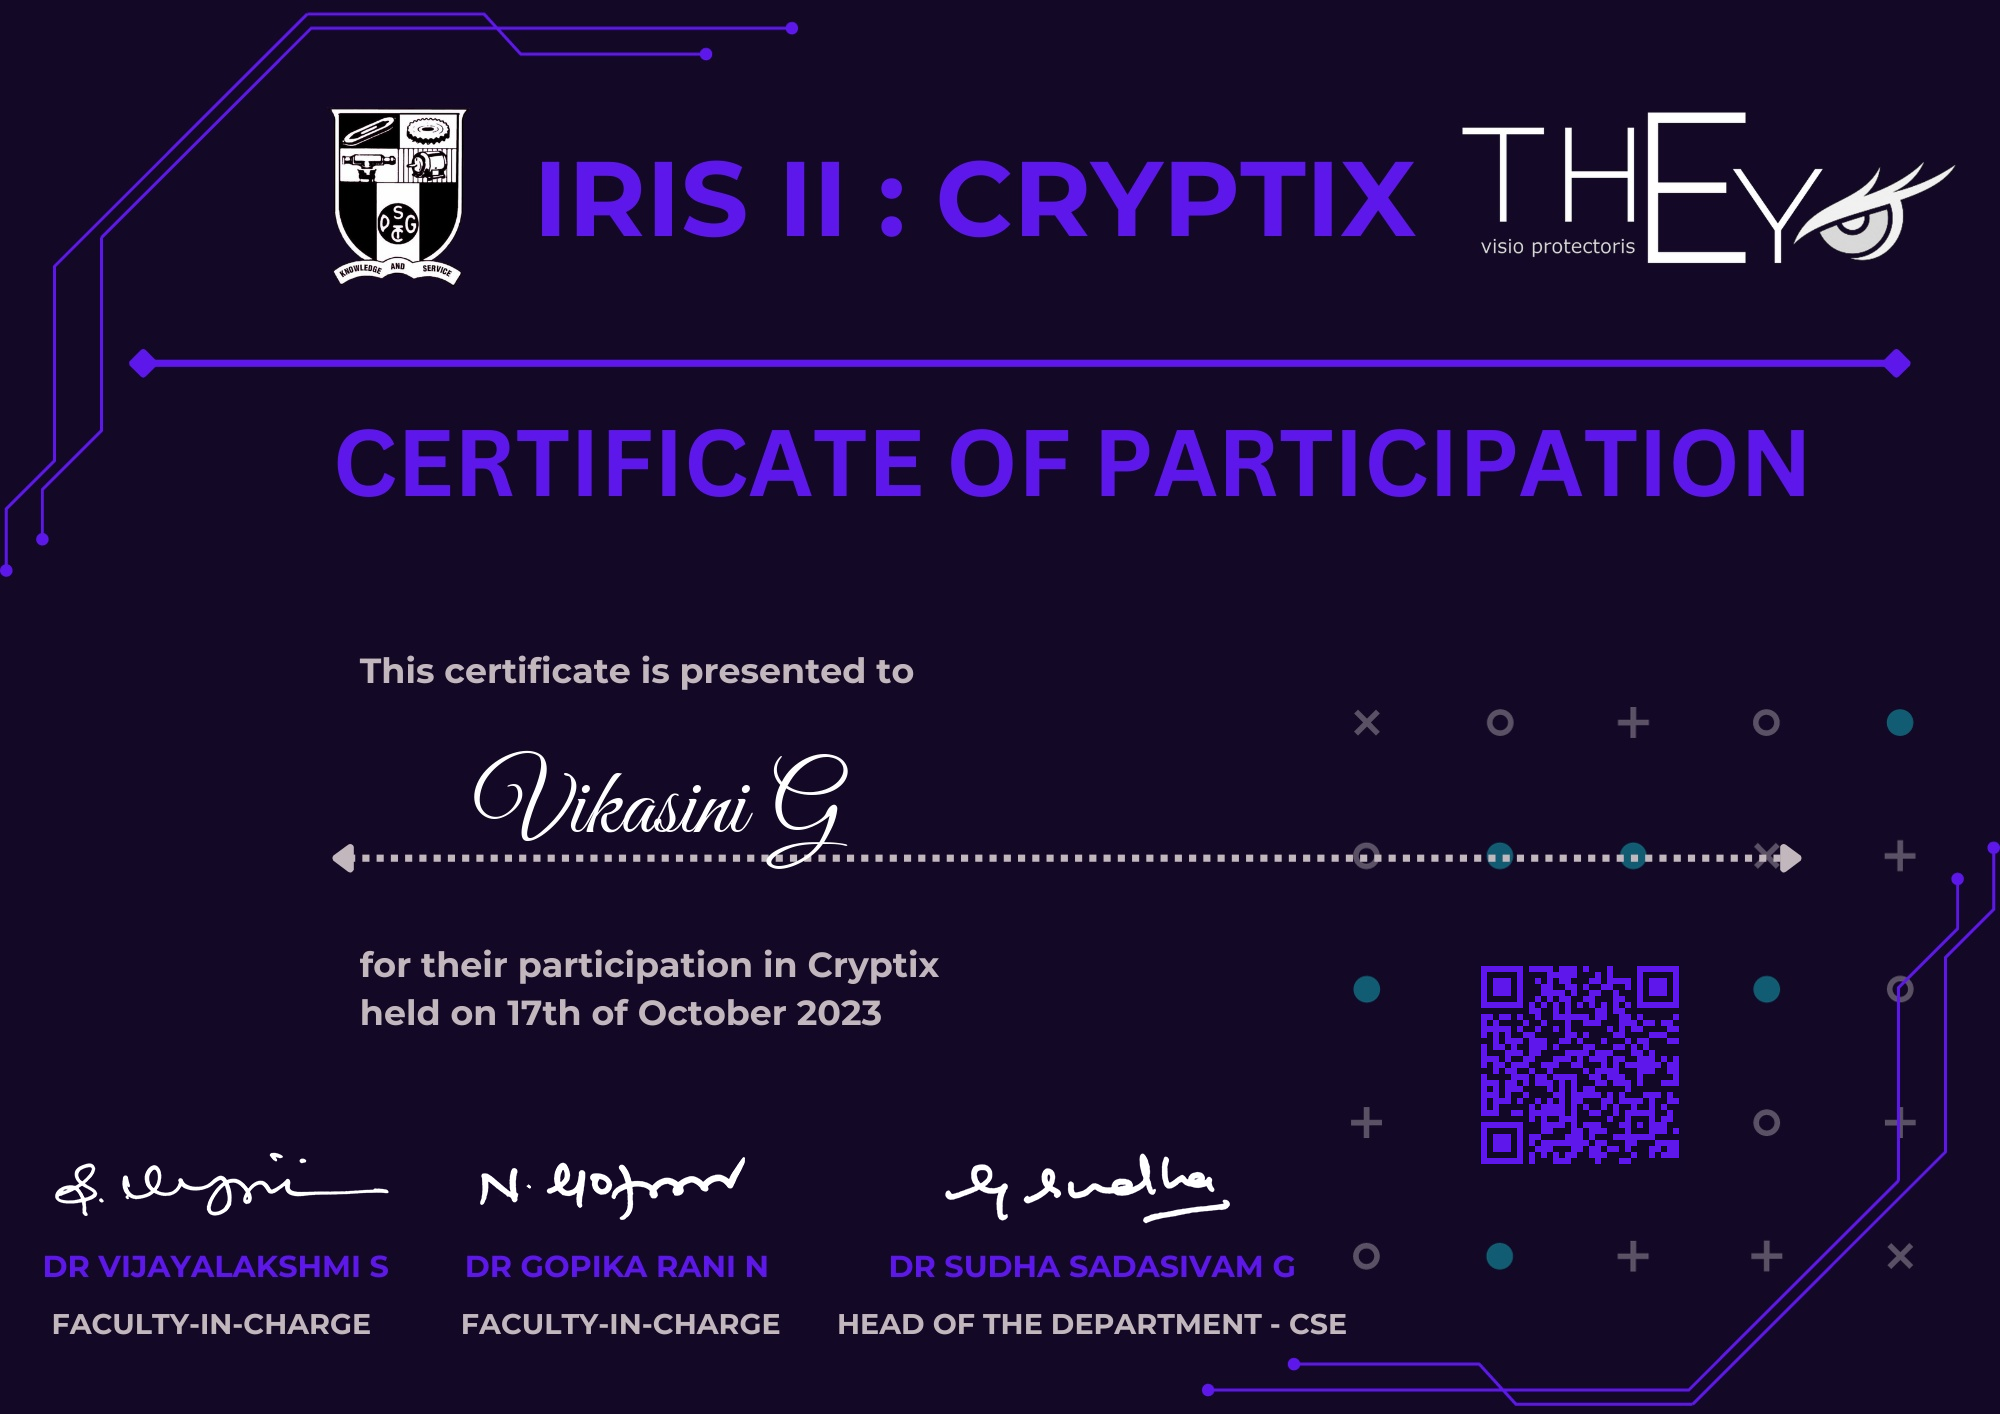 IRIS II : CRYPTIX
THEY
visio protectoris
PSG
CT
KNOWLEDGE AND SERVICE
CERTIFICATE OF PARTICIPATION
This certificate is presented to
Vikasini G
for their participation in Cryptix
held on 17th of October 2023
N.
G Sudha
DR VIJAYALAKSHMI S
DR GOPIKA RANI N
DR SUDHA SADASIVAM G
FACULTY-IN-CHARGE
FACULTY-IN-CHARGE
HEAD OF THE DEPARTMENT - CSE